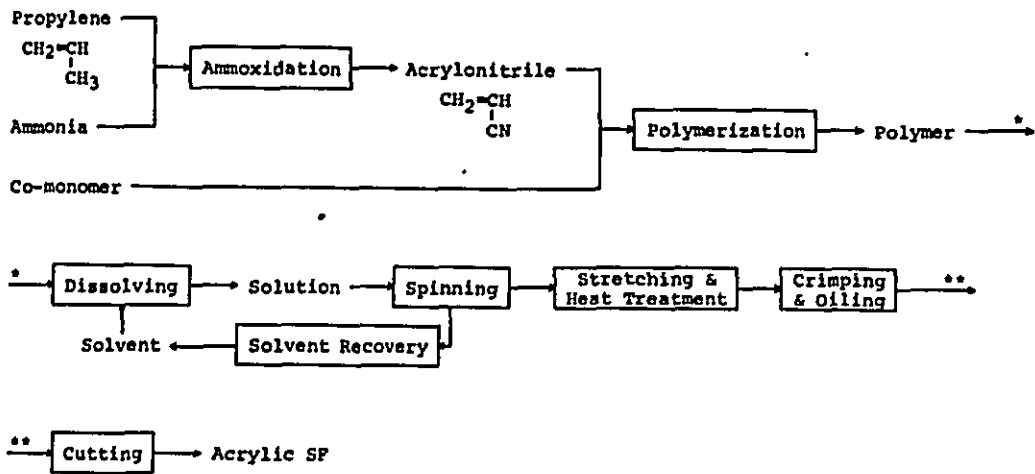 Propylene
CH2=CH
CH3
Ammonia
Ammoxidation
Acrylonitrile
CH2=CH
CN
Co-monomer
Polymerization
Polymer
*
*
Dissolving
Solution
Spinning
Stretching &
Heat Treatment
Crimping
& Oiling
**
Solvent
Solvent Recovery
**
Cutting
Acrylic SF